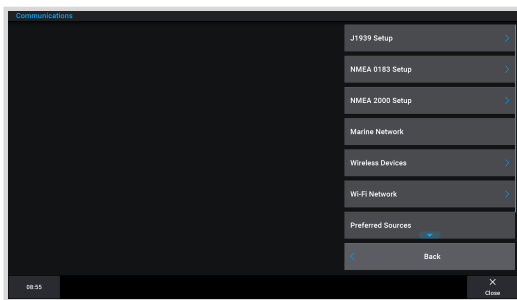 Communications
J1939 Setup
NMEA 0183 Setup
NMEA 2000 Setup
Marine Network
Wireless Devices
Wi-Fi Network
Preferred Sources
Back
08:55
Close